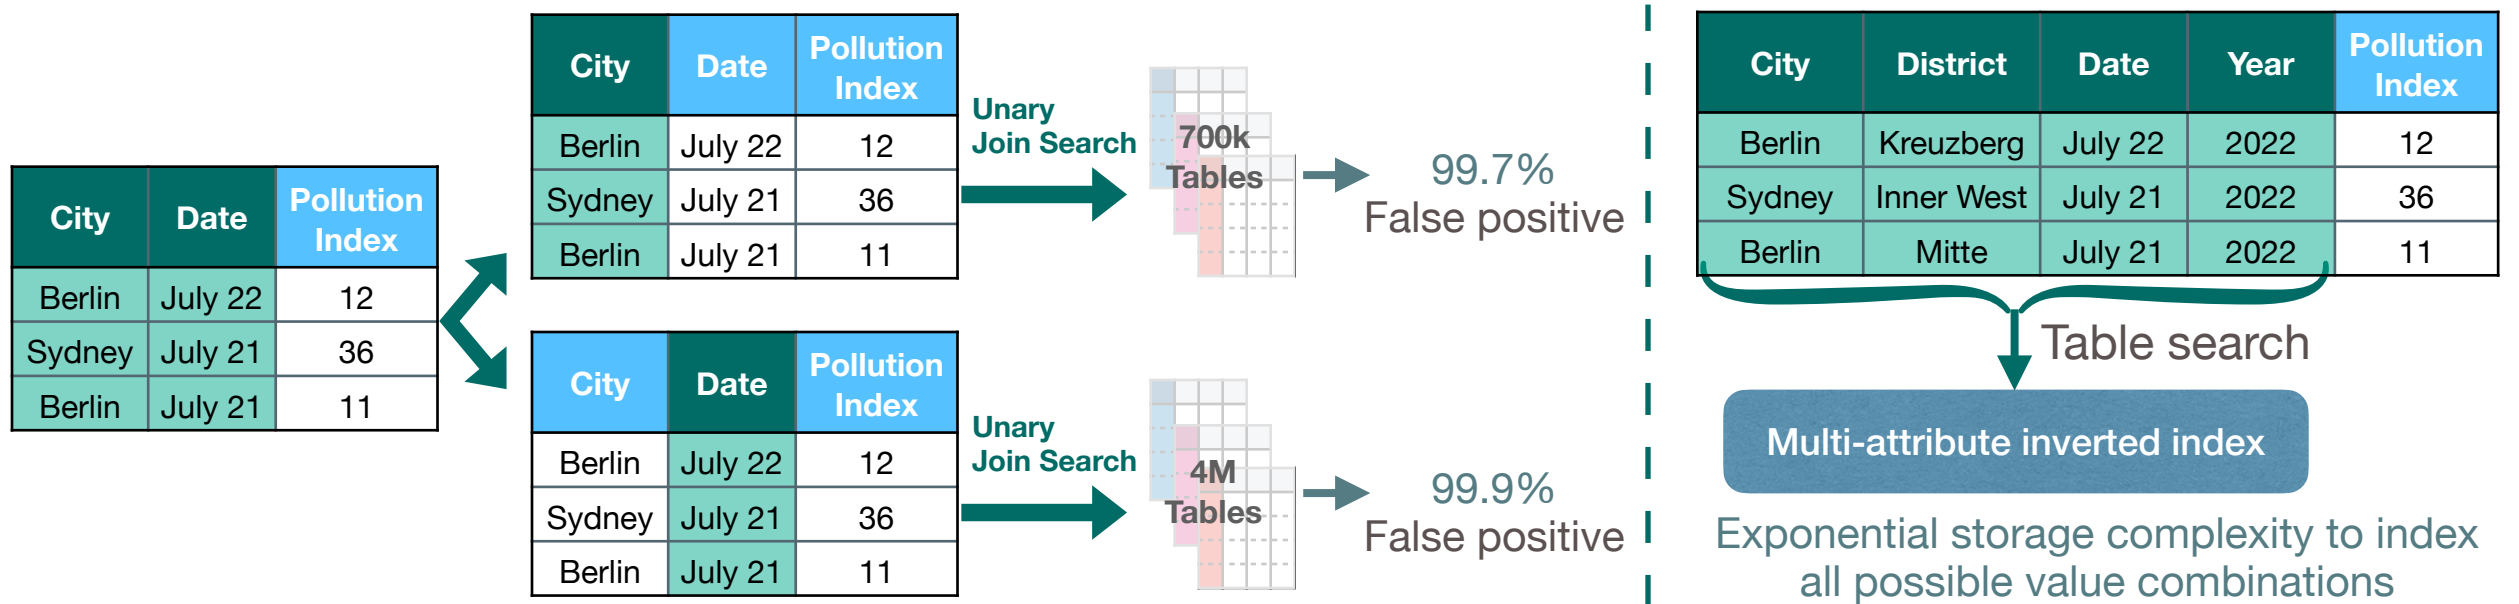 City Date Pollution Index
Berlin July 22 12
Sydney July 21 36
Berlin July 21 11
City Date Pollution Index
Berlin July 22 12
Sydney July 21 36
Berlin July 21 11
Unary
Join Search
700k
Tables
99.7%
False positive
City Date Pollution Index
Berlin July 22 12
Sydney July 21 36
Berlin July 21 11
Unary
Join Search
4M
Tables
99.9%
False positive
City District Date Year Pollution Index
Berlin Kreuzberg July 22 2022 12
Sydney Inner West July 21 2022 36
Berlin Mitte July 21 2022 11
Table search
Multi-attribute inverted index
Exponential storage complexity to index
all possible value combinations